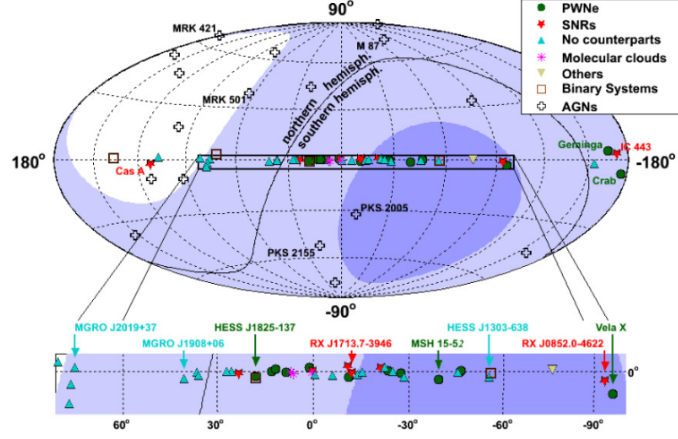 90°
PWNe
SNRs
No counterparts
Molecular clouds
Others
Binary Systems
AGNs
MRK 421
M 87
MRK 501
northern hemisph.
southern hemisph.
180°
-180°
Geminga
IC 443
Cas A
Crab
PKS 2005
PKS 2155
-90°
MGRO J2019+37
HESS J1825-137
HESS J1303-638
Vela X
MGRO J1908+06
RX J1713.7-3946
MSH 15-52
RX J0852.0-4622
0°
60°
30°
0°
-30°
-60°
-90°